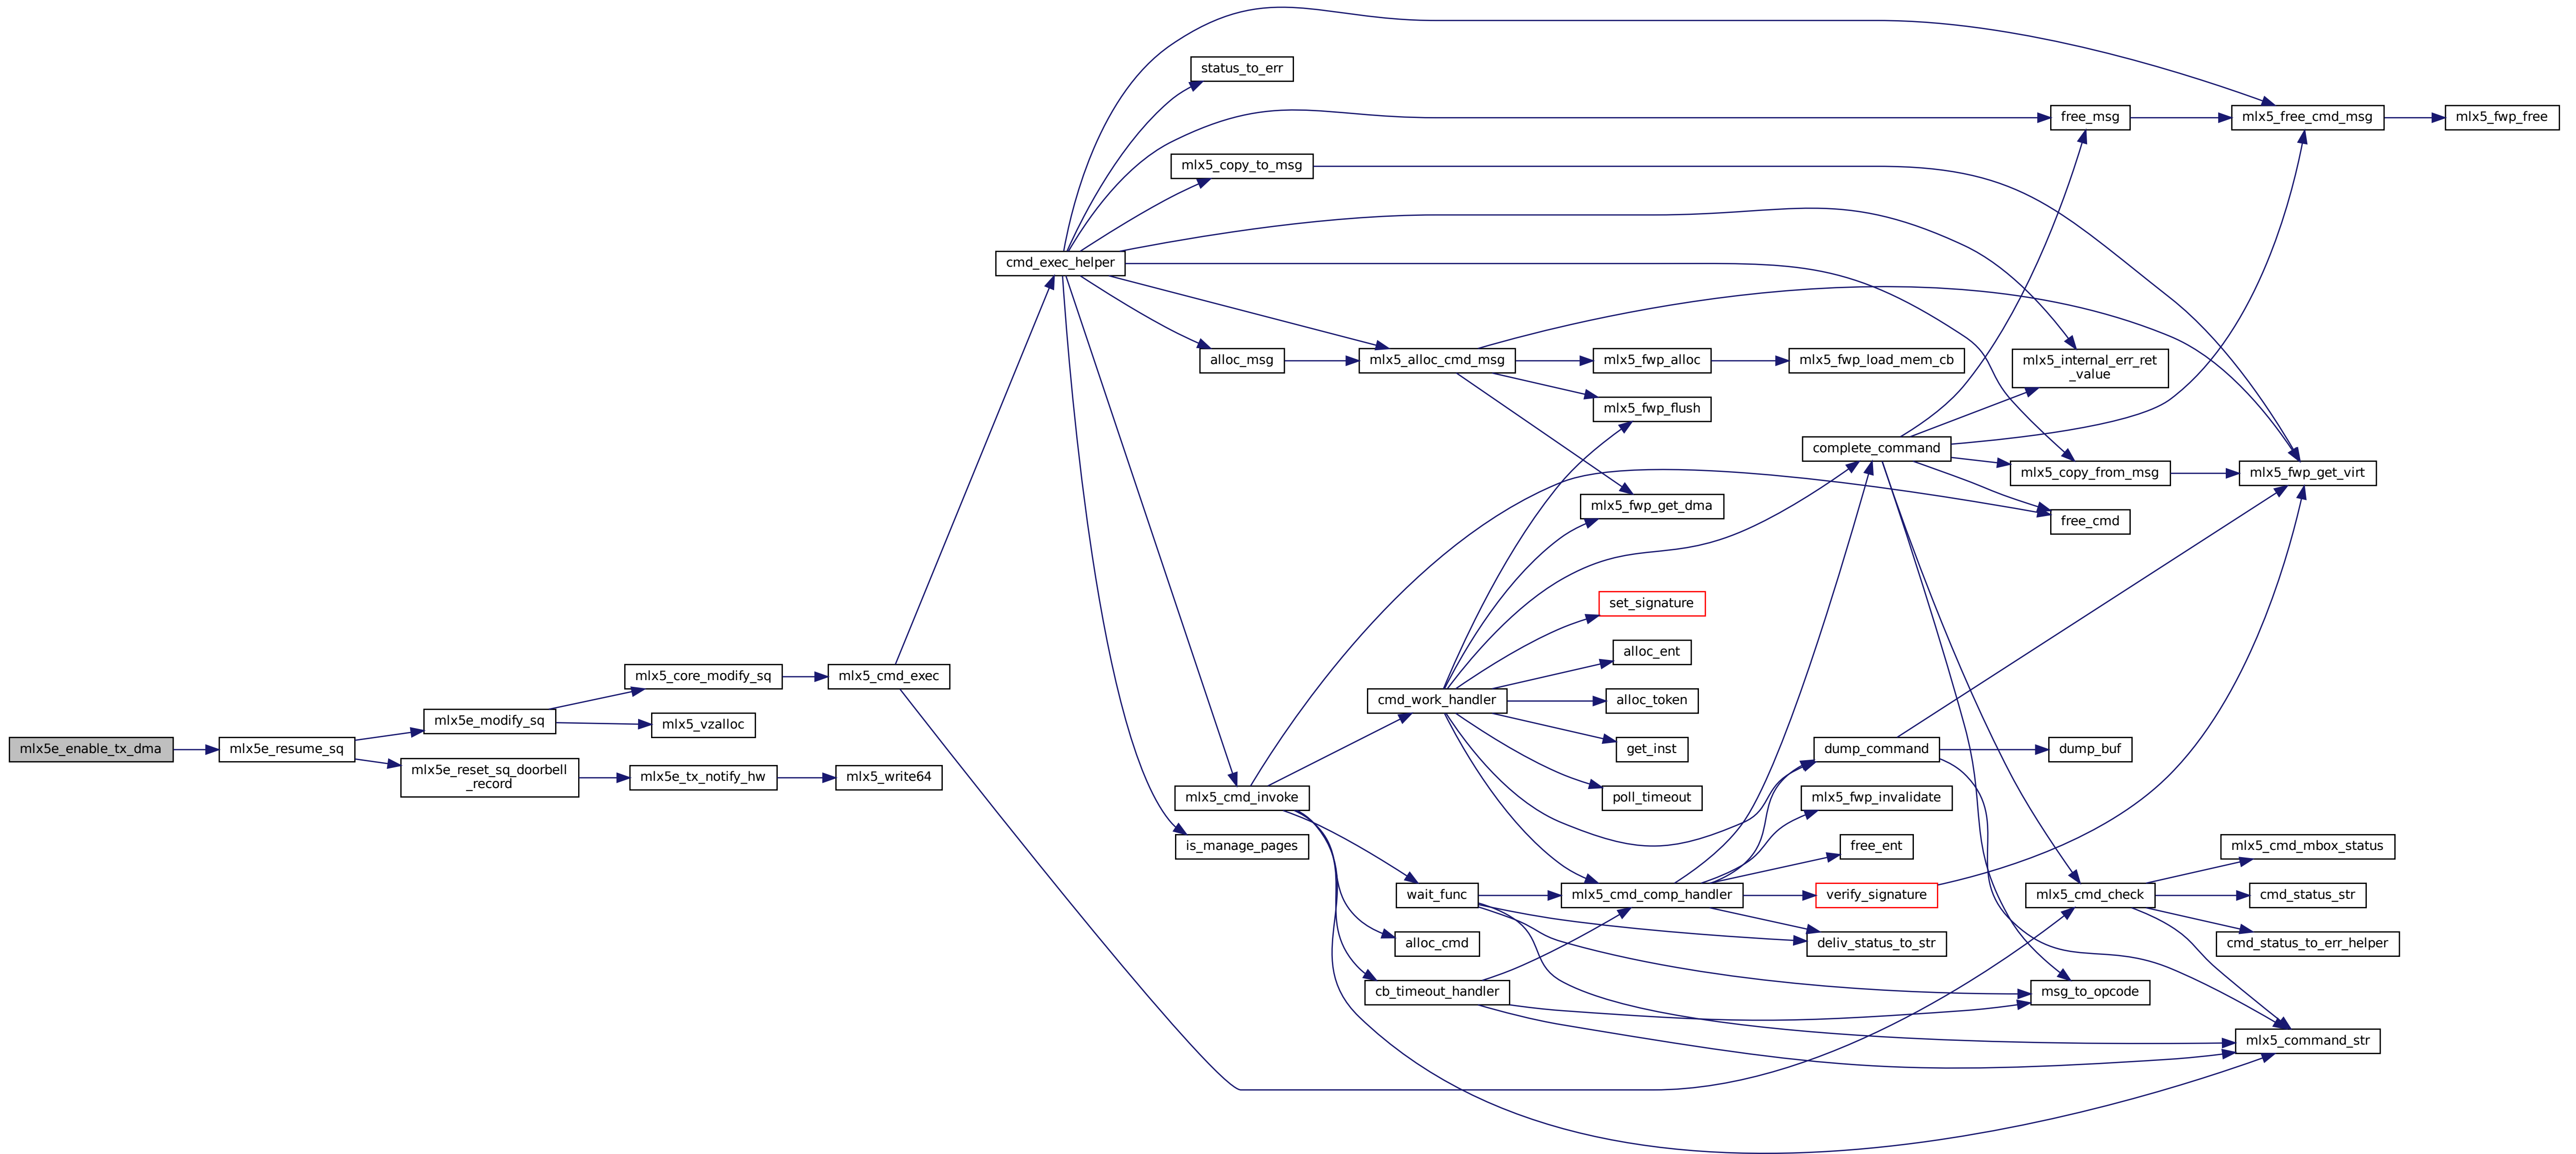 mlx5e_enable_tx_dma
mlx5e_resume_sq
mlx5e_modify_sq
mlx5e_reset_sq_doorbell
_record
mlx5_core_modify_sq
mlx5_vzalloc
mlx5e_tx_notify_hw
mlx5_cmd_exec
mlx5_write64
cmd_exec_helper
status_to_err
mlx5_copy_to_msg
alloc_msg
mlx5_cmd_invoke
is_manage_pages
mlx5_alloc_cmd_msg
cmd_work_handler
wait_func
alloc_cmd
cb_timeout_handler
mlx5_fwp_alloc
mlx5_fwp_flush
mlx5_fwp_get_dma
set_signature
alloc_ent
alloc_token
get_inst
poll_timeout
mlx5_cmd_comp_handler
mlx5_fwp_load_mem_cb
complete_command
dump_command
mlx5_fwp_invalidate
free_ent
verify_signature
deliv_status_to_str
free_msg
mlx5_internal_err_ret
_value
mlx5_copy_from_msg
free_cmd
dump_buf
mlx5_cmd_check
msg_to_opcode
mlx5_free_cmd_msg
mlx5_fwp_get_virt
mlx5_cmd_mbox_status
cmd_status_str
cmd_status_to_err_helper
mlx5_command_str
mlx5_fwp_free